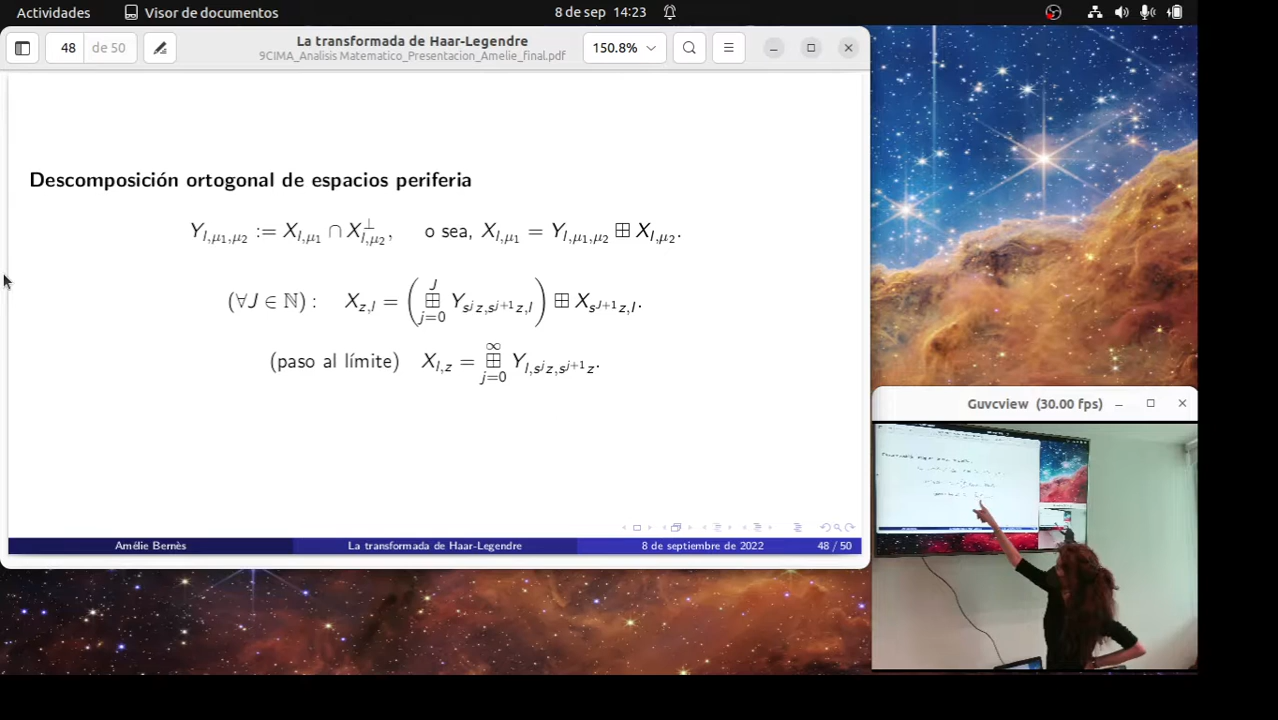 Actividades Visor de documentos 8 de sep 14:23
48 de 50 La transformada de Haar-Legendre 150.8%
9CIMA_Analisis Matematico_Presentacion_Amelie_final.pdf
Descomposición ortogonal de espacios periferia
Y_{l,μ₁,μ₂} := X_{l,μ₁} ∩ X^⊥_{l,μ₂}, o sea, X_{l,μ₁} = Y_{l,μ₁,μ₂} ⊞ X_{l,μ₂}.
(∀J ∈ ℕ) : X_{z,l} = ( ⊞_{j=0}^{J} Y_{s^j z,s^{j+1} z,l} ) ⊞ X_{s^{J+1} z,l}.
(paso al límite) X_{l,z} = ⊞_{j=0}^{∞} Y_{l,s^j z,s^{j+1} z}.
Amélie Bernès La transformada de Haar-Legendre 8 de septiembre de 2022 48 / 50
Guvcview (30.00 fps)